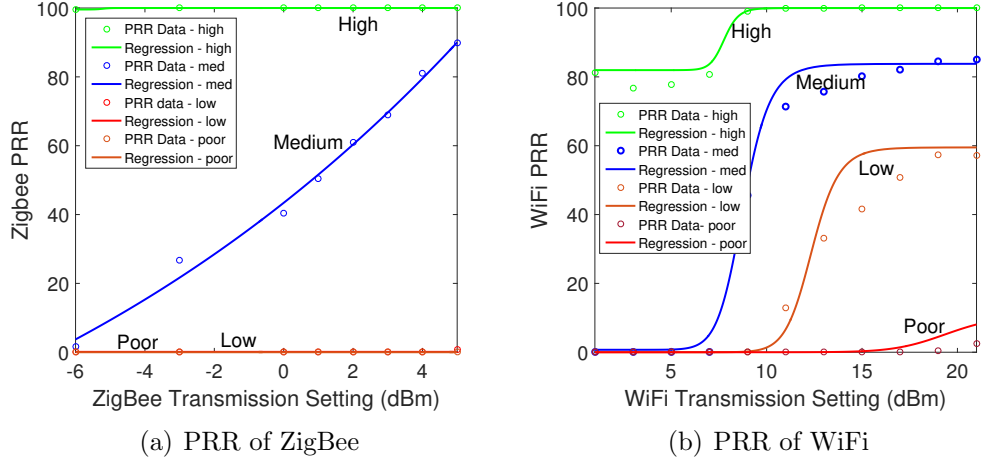 100
80
60
40
20
0
Zigbee PRR
PRR Data - high
Regression - high
PRR Data - med
Regression - med
PRR data - low
Regression - low
PRR Data - poor
Regression - poor
High
Medium
Poor
Low
-6 -4 -2 0 2 4
ZigBee Transmission Setting (dBm)
(a) PRR of ZigBee
100
80
60
40
20
0
WiFi PRR
High
Medium
PRR Data - high
Regression - high
PRR Data - med
Regression - med
PRR Data - low
Regression - low
PRR Data- poor
Regression - poor
Low
Poor
5 10 15 20
WiFi Transmission Setting (dBm)
(b) PRR of WiFi